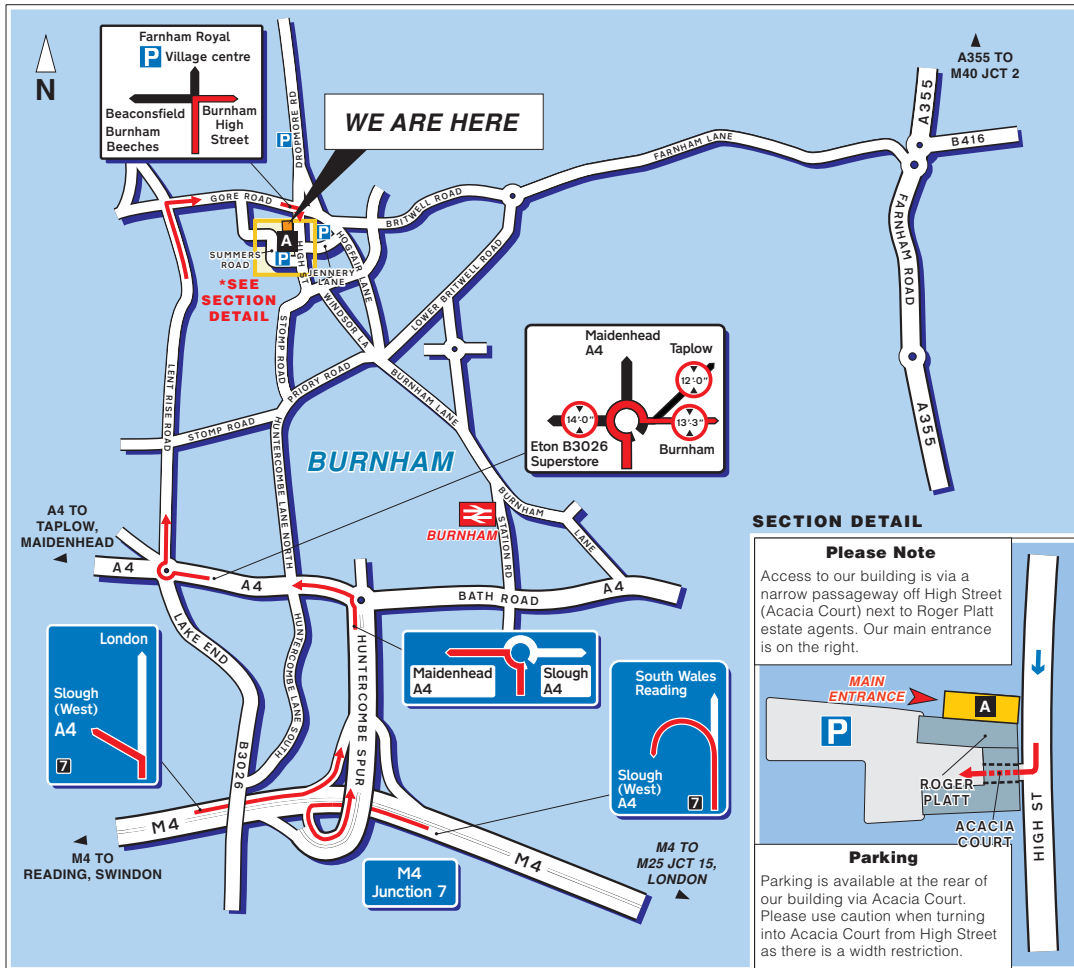 Farnham Royal
P Village centre
Beaconsfield
Burnham
Beeches
Burnham
High
Street
N
WE ARE HERE
A355 TO
M40 JCT 2
A355
B416
FARNHAM LANE
FARNHAM ROAD
A355
DROPMORE RD
P
GORE ROAD
BRITWELL ROAD
A
P
P
SUMMERS
ROAD
HIGH ST
JENNERY
LANE
HOGFAIR LANE
*SEE
SECTION
DETAIL
WINDSOR LA
LOWER BRITWELL ROAD
STOMP ROAD
PRIORY ROAD
BURNHAM LANE
LENT RISE ROAD
STOMP ROAD
HUNTERCOMBE LANE NORTH
BURNHAM
Maidenhead
A4
Taplow
12'-0"
14'-0"
13'-3"
Eton B3026
Superstore
Burnham
BURNHAM
STATION RD
BURNHAM
LANE
A4 TO
TAPLOW,
MAIDENHEAD
A4
A4
BATH ROAD
A4
LAKE END
B3026
HUNTERCOMBE LANE SOUTH
HUNTERCOMBE SPUR
London
Slough
(West)
A4
7
Maidenhead
A4
Slough
A4
South Wales
Reading
Slough
(West)
A4
7
M4
M4
M4 TO
READING, SWINDON
M4
Junction 7
M4 TO
M25 JCT 15,
LONDON
SECTION DETAIL
Please Note
Access to our building is via a
narrow passageway off High Street
(Acacia Court) next to Roger Platt
estate agents. Our main entrance
is on the right.
MAIN
ENTRANCE
A
P
ROGER
PLATT
ACACIA
COURT
HIGH ST
Parking
Parking is available at the rear of
our building via Acacia Court.
Please use caution when turning
into Acacia Court from High Street
as there is a width restriction.